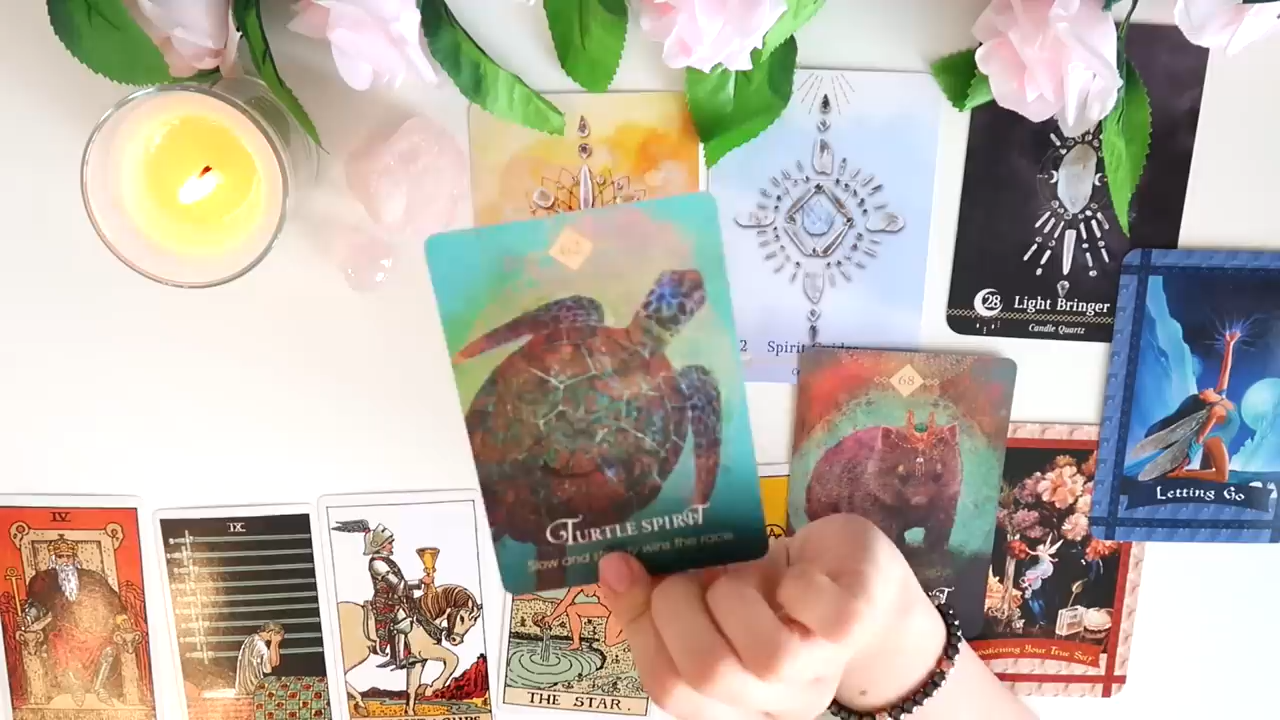 2 Spirit Guides
28 Light Bringer
Candle Quartz
68
Letting Go
TURTLE SPIRIT
Slow and steady wins the race
IV
IX
THE STAR.
Awakening Your True Self